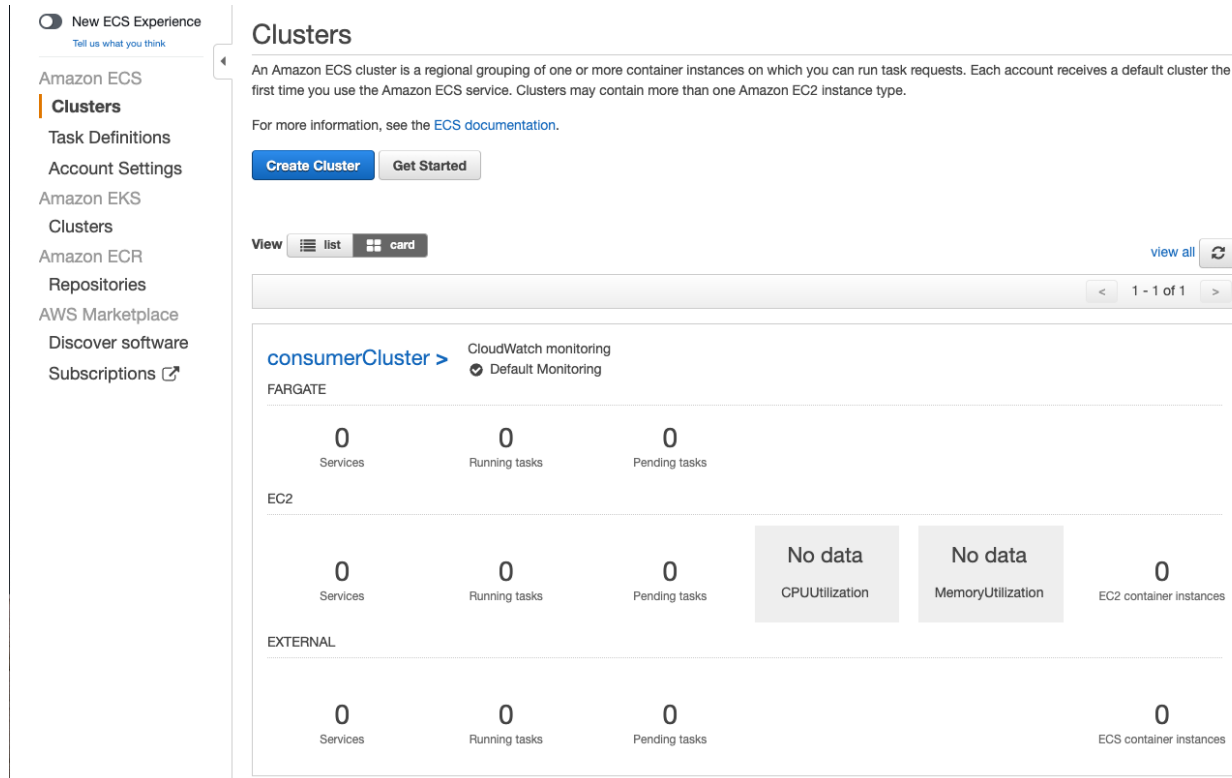 New ECS Experience
Tell us what you think
Amazon ECS
Clusters
Task Definitions
Account Settings
Amazon EKS
Clusters
Amazon ECR
Repositories
AWS Marketplace
Discover software
Subscriptions
Clusters
An Amazon ECS cluster is a regional grouping of one or more container instances on which you can run task requests. Each account receives a default cluster the
first time you use the Amazon ECS service. Clusters may contain more than one Amazon EC2 instance type.
For more information, see the ECS documentation.
Create Cluster Get Started
View list card
view all
< 1 - 1 of 1 >
consumerCluster > CloudWatch monitoring
Default Monitoring
FARGATE
0 0 0
Services Running tasks Pending tasks
EC2
No data No data
0 0 0 0
CPUUtilization MemoryUtilization
Services Running tasks Pending tasks EC2 container instances
EXTERNAL
0 0 0 0
Services Running tasks Pending tasks ECS container instances